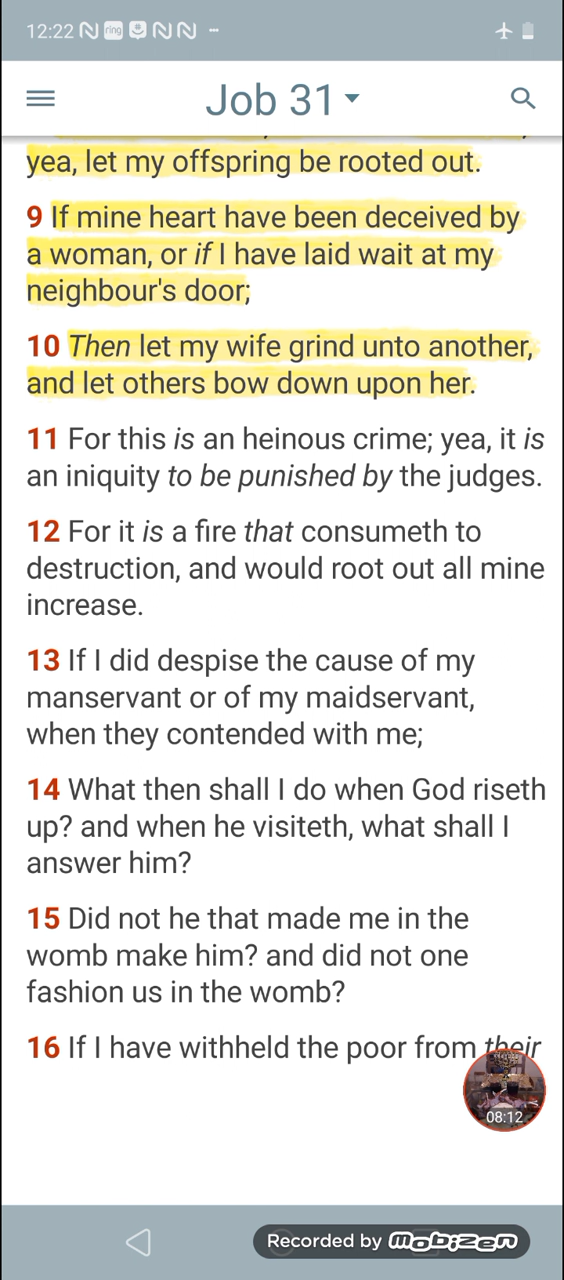 12:22 ring
Job 31
yea, let my offspring be rooted out.
9 If mine heart have been deceived by
a woman, or if I have laid wait at my
neighbour's door;
10 Then let my wife grind unto another,
and let others bow down upon her.
11 For this is an heinous crime; yea, it is
an iniquity to be punished by the judges.
12 For it is a fire that consumeth to
destruction, and would root out all mine
increase.
13 If I did despise the cause of my
manservant or of my maidservant,
when they contended with me;
14 What then shall I do when God riseth
up? and when he visiteth, what shall I
answer him?
15 Did not he that made me in the
womb make him? and did not one
fashion us in the womb?
16 If I have withheld the poor from their
08:12
Recorded by mobizen